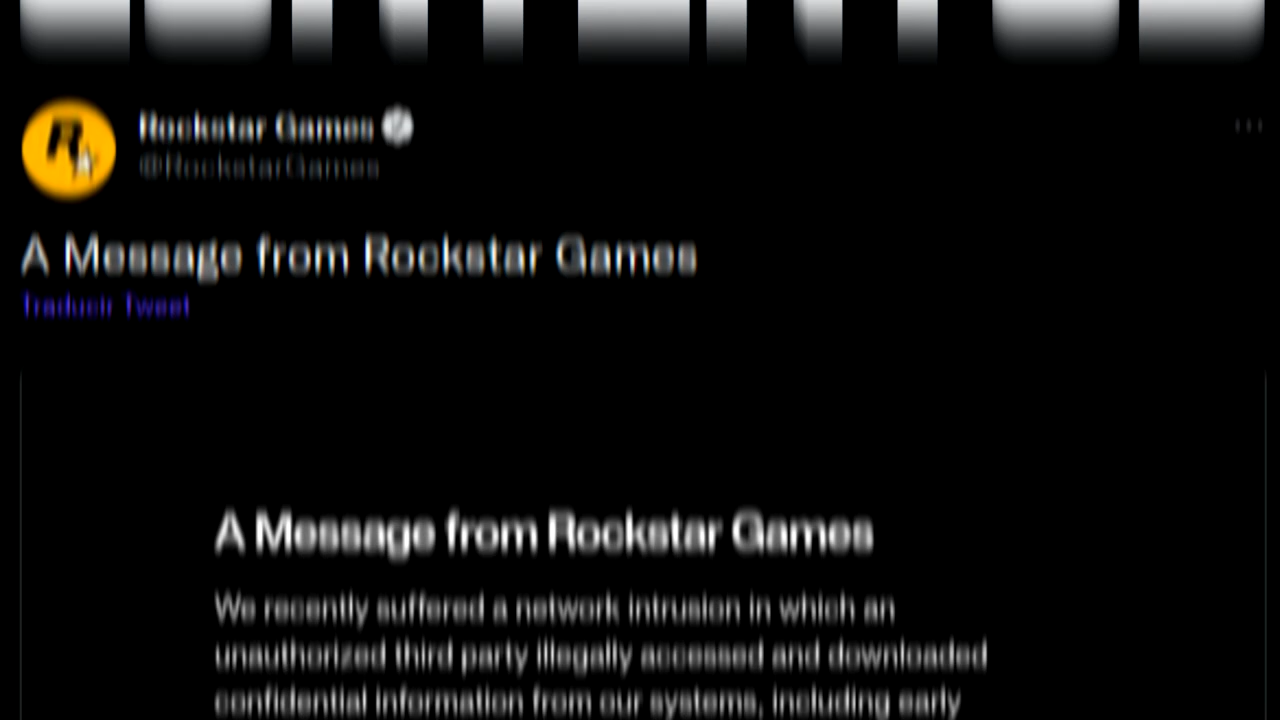 Rockstar Games
@RockstarGames
A Message from Rockstar Games
Traducir Tweet
A Message from Rockstar Games
We recently suffered a network intrusion in which an
unauthorized third party illegally accessed and downloaded
confidential information from our systems, including early